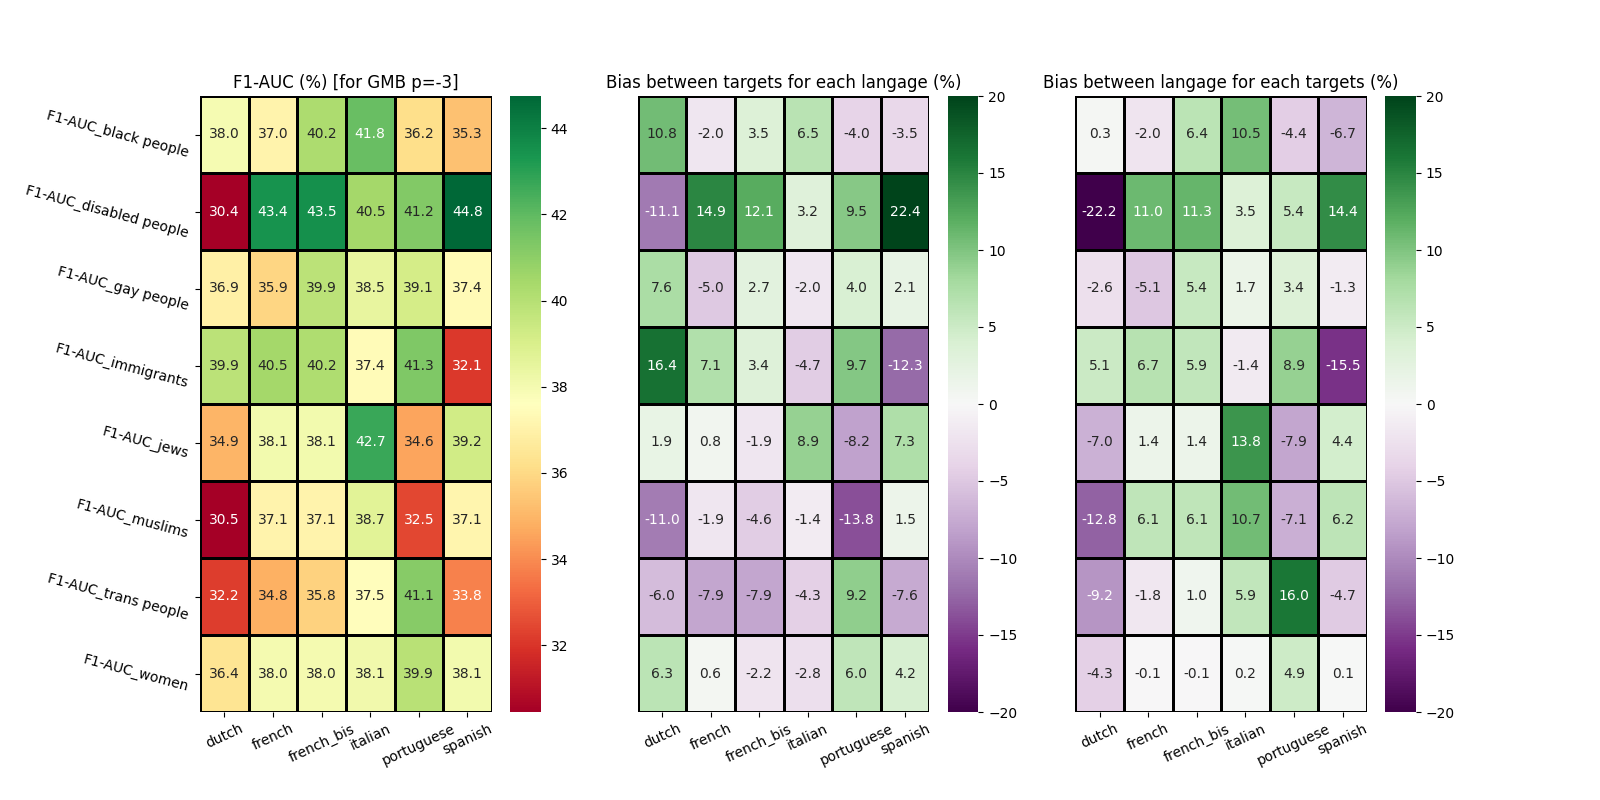 F1-AUC (%) [for GMB p=-3]
F1-AUC_black people
38.0 37.0 40.2 41.8 36.2 35.3
F1-AUC_disabled people
30.4 43.4 43.5 40.5 41.2 44.8
F1-AUC_gay people
36.9 35.9 39.9 38.5 39.1 37.4
F1-AUC_immigrants
39.9 40.5 40.2 37.4 41.3 32.1
F1-AUC_jews
34.9 38.1 38.1 42.7 34.6 39.2
F1-AUC_muslims
30.5 37.1 37.1 38.7 32.5 37.1
F1-AUC_trans people
32.2 34.8 35.8 37.5 41.1 33.8
F1-AUC_women
36.4 38.0 38.0 38.1 39.9 38.1
dutch french french_bis italian portuguese spanish
44
42
40
38
36
34
32
Bias between targets for each langage (%)
10.8 -2.0 3.5 6.5 -4.0 -3.5
-11.1 14.9 12.1 3.2 9.5 22.4
7.6 -5.0 2.7 -2.0 4.0 2.1
16.4 7.1 3.4 -4.7 9.7 -12.3
1.9 0.8 -1.9 8.9 -8.2 7.3
-11.0 -1.9 -4.6 -1.4 -13.8 1.5
-6.0 -7.9 -7.9 -4.3 9.2 -7.6
6.3 0.6 -2.2 -2.8 6.0 4.2
dutch french french_bis italian portuguese spanish
20
15
10
5
0
−5
−10
−15
−20
Bias between langage for each targets (%)
0.3 -2.0 6.4 10.5 -4.4 -6.7
-22.2 11.0 11.3 3.5 5.4 14.4
-2.6 -5.1 5.4 1.7 3.4 -1.3
5.1 6.7 5.9 -1.4 8.9 -15.5
-7.0 1.4 1.4 13.8 -7.9 4.4
-12.8 6.1 6.1 10.7 -7.1 6.2
-9.2 -1.8 1.0 5.9 16.0 -4.7
-4.3 -0.1 -0.1 0.2 4.9 0.1
dutch french french_bis italian portuguese spanish
20
15
10
5
0
−5
−10
−15
−20